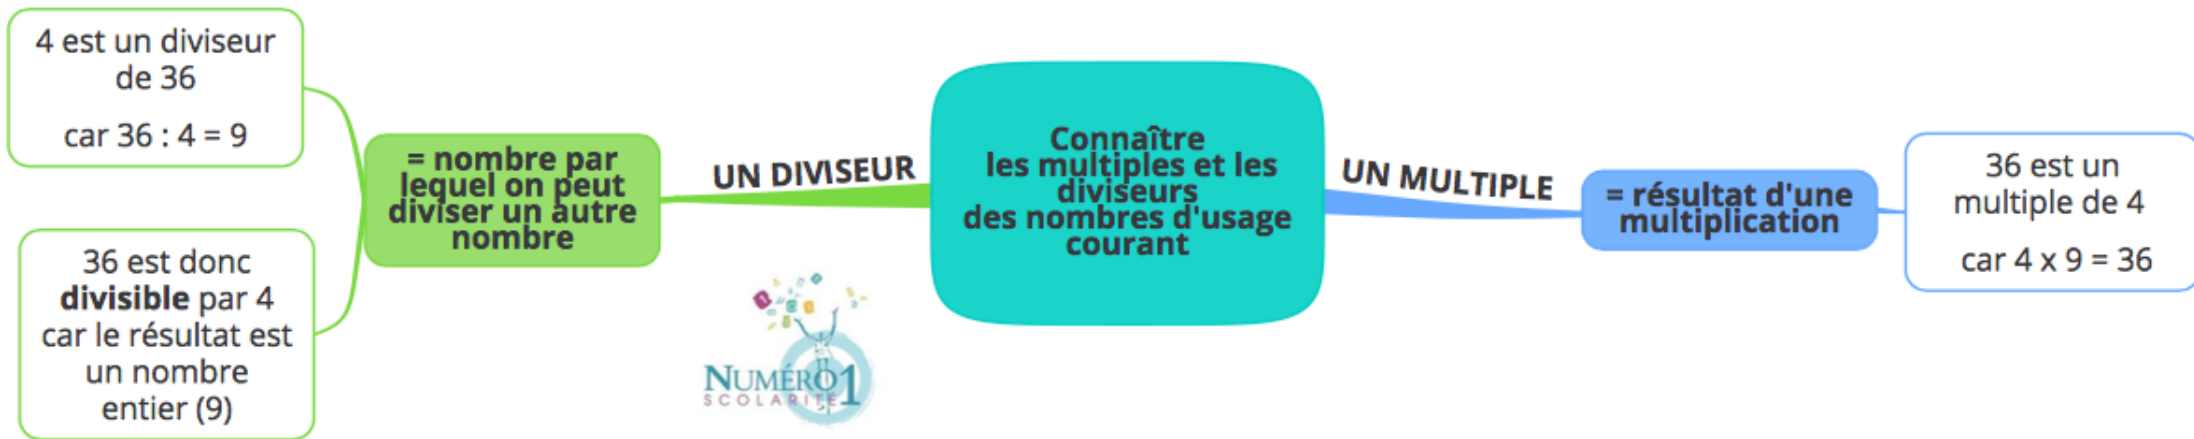 4 est un diviseur
de 36
car 36 : 4 = 9
36 est donc
divisible par 4
car le résultat est
un nombre
entier (9)
= nombre par
lequel on peut
diviser un autre
nombre
UN DIVISEUR
Connaître
les multiples et les
diviseurs
des nombres d'usage
courant
UN MULTIPLE
= résultat d'une
multiplication
36 est un
multiple de 4
car 4 x 9 = 36
NUMÉRO1
SCOLARITÉ